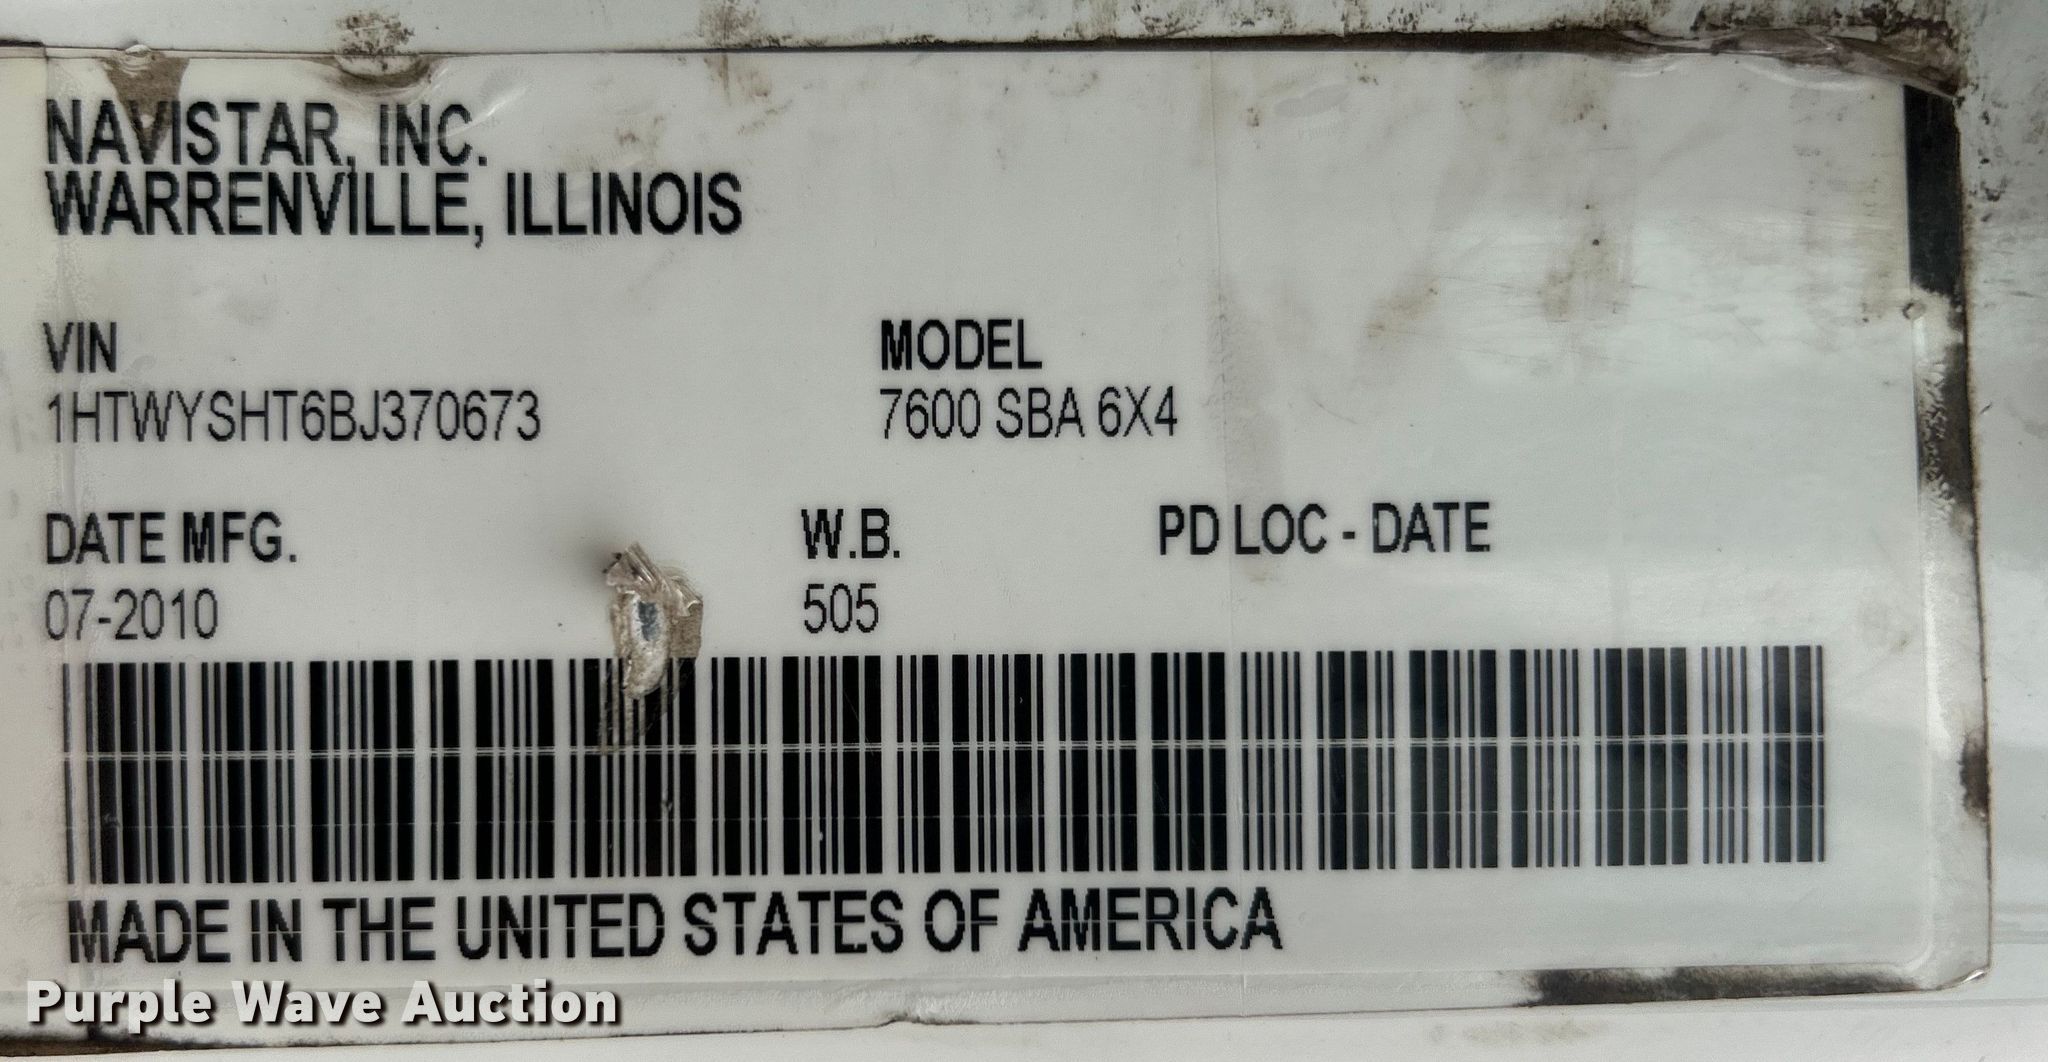 NAVISTAR, INC.
WARRENVILLE, ILLINOIS
VIN MODEL
1HTWYSHT6BJ370673 7600 SBA 6X4
DATE MFG. W.B. PD LOC - DATE
07-2010 505
MADE IN THE UNITED STATES OF AMERICA
Purple Wave Auction